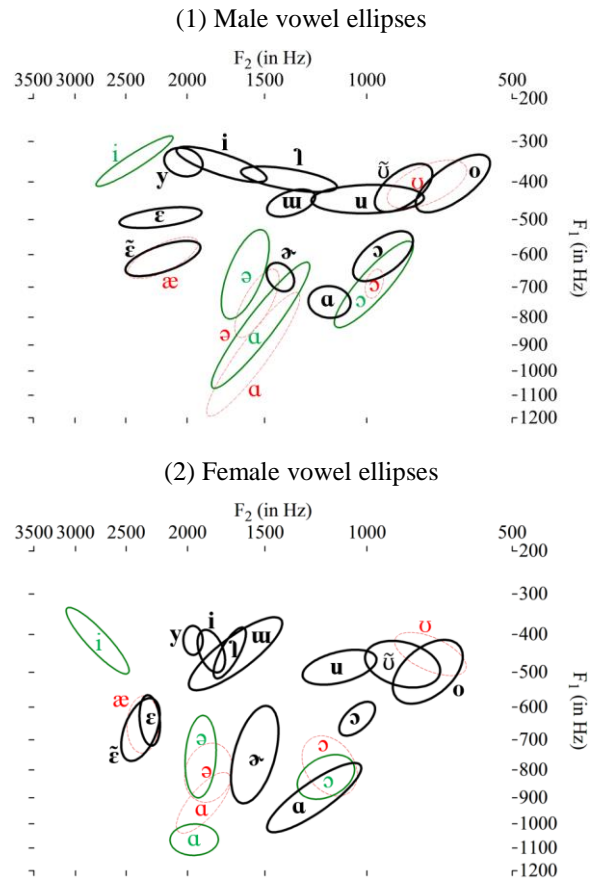 (1) Male vowel ellipses
F₂ (in Hz)
3500 3000 2500 2000 1500 1000 500
200
300
400
500
600
700
800
900
1000
1100
1200
F₁ (in Hz)
i
y
i
ʅ
ɯ
u
ʊ̃
ʊ
o
ɛ
ɛ̃
æ
ə
ɚ
ɔ
ɔ
ɔ
ɑ
ə
ɑ
ɑ
(2) Female vowel ellipses
F₂ (in Hz)
3500 3000 2500 2000 1500 1000 500
200
300
400
500
600
700
800
900
1000
1100
1200
F₁ (in Hz)
i
y
i
ʅ
ɯ
u
ʊ̃
ʊ
o
æ
ɛ
ɛ̃
ə
ə
ɚ
ɔ
ɔ
ɔ
ɑ
ɑ
ɑ